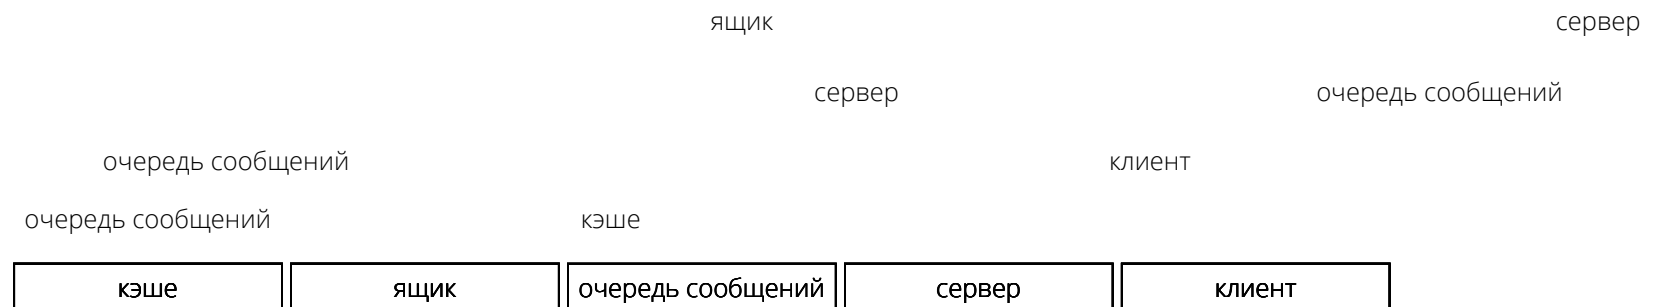 ящик сервер
сервер очередь сообщений
очередь сообщений клиент
очередь сообщений кэше
кэше ящик очередь сообщений сервер клиент